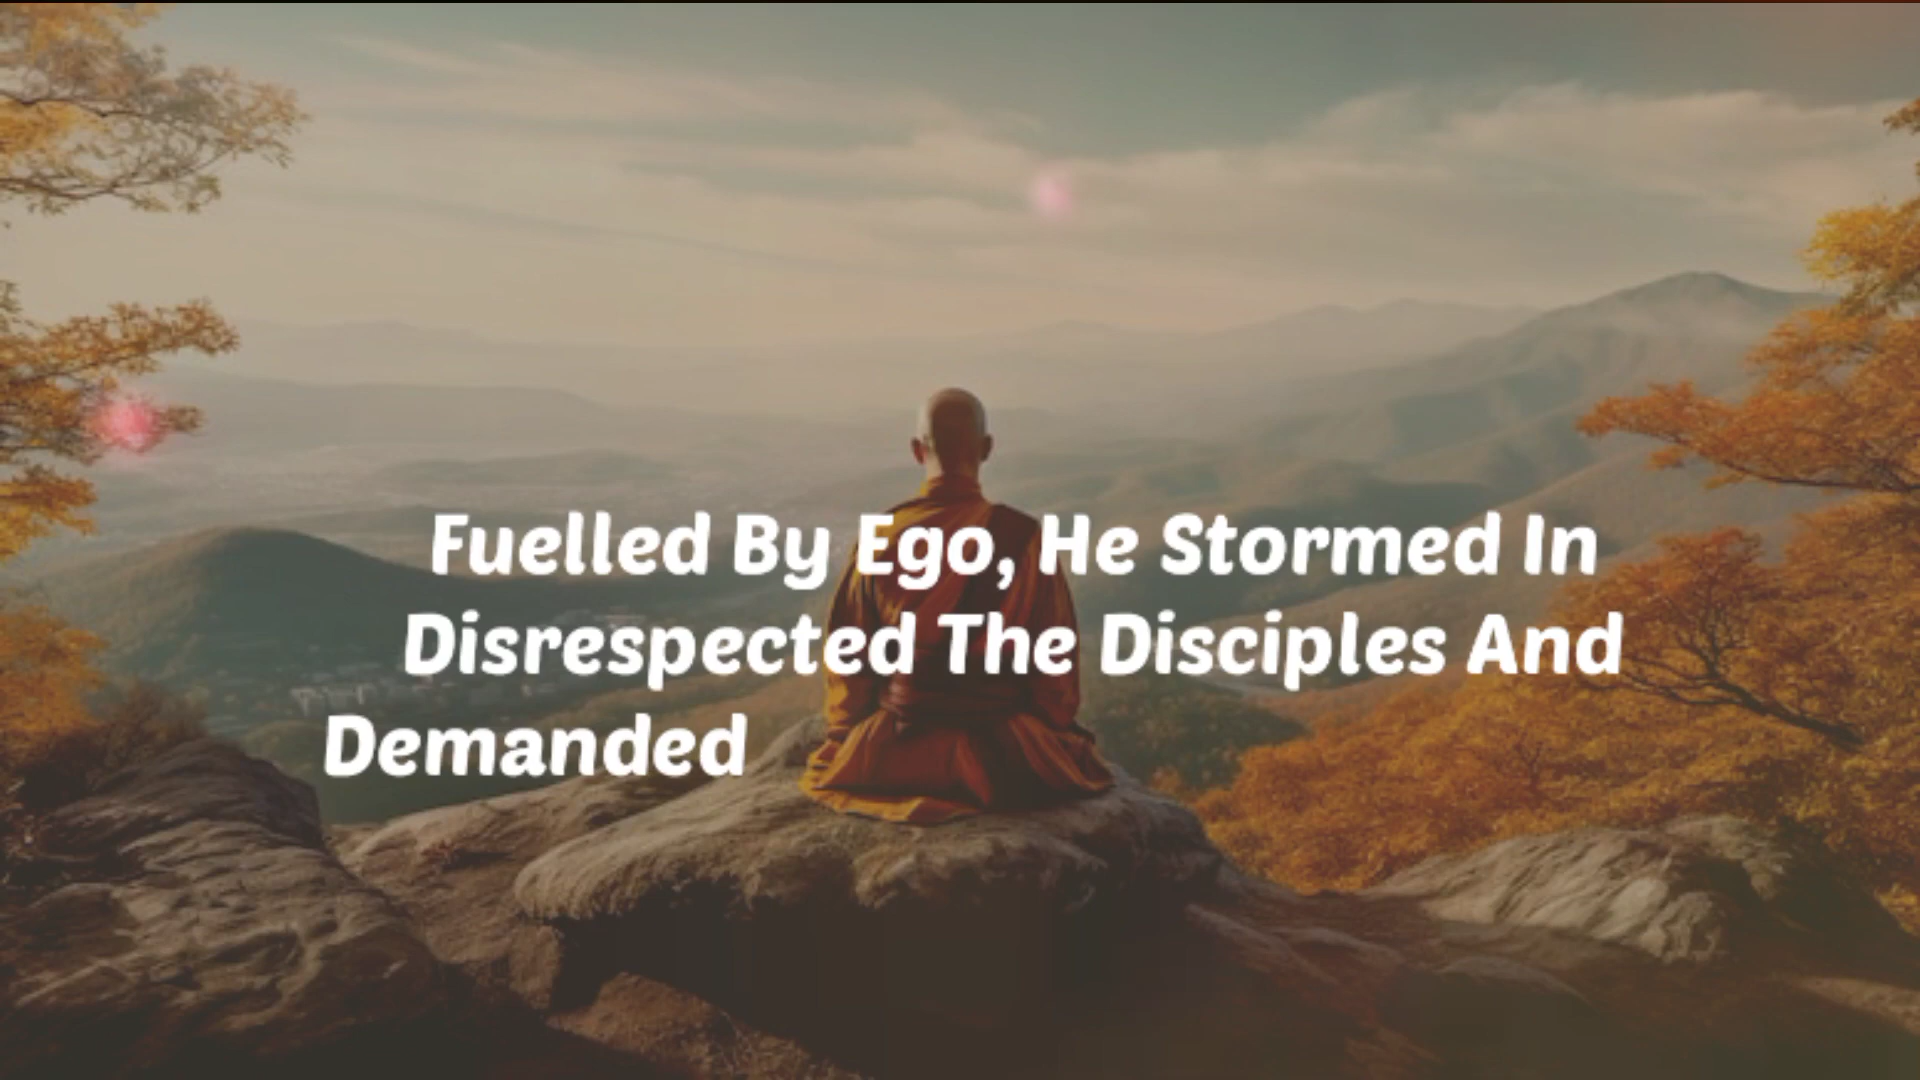 Fuelled By Ego, He Stormed In
Disrespected The Disciples And
Demanded